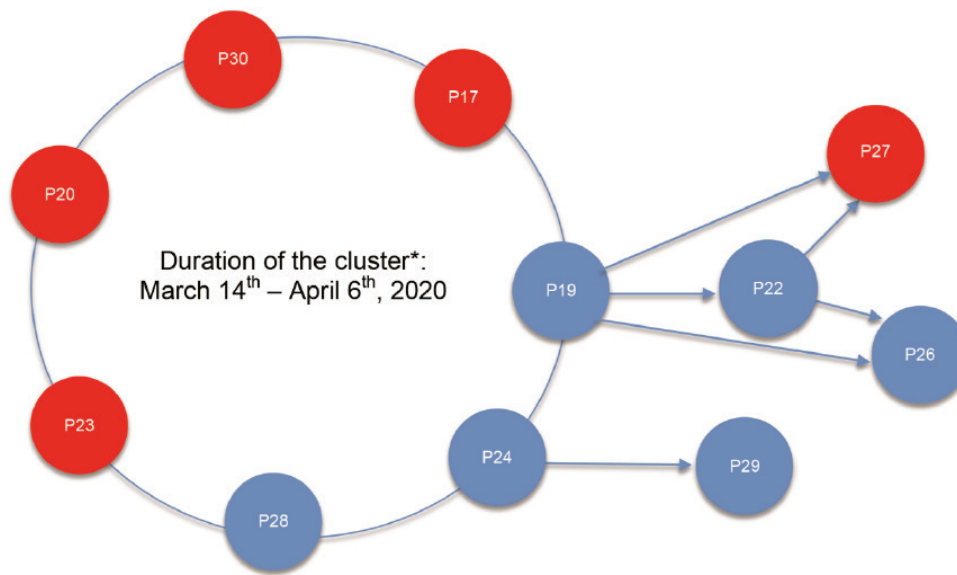 P30
P17
P27
P20
Duration of the cluster*:
March 14th – April 6th, 2020
P19
P22
P26
P23
P24
P29
P28